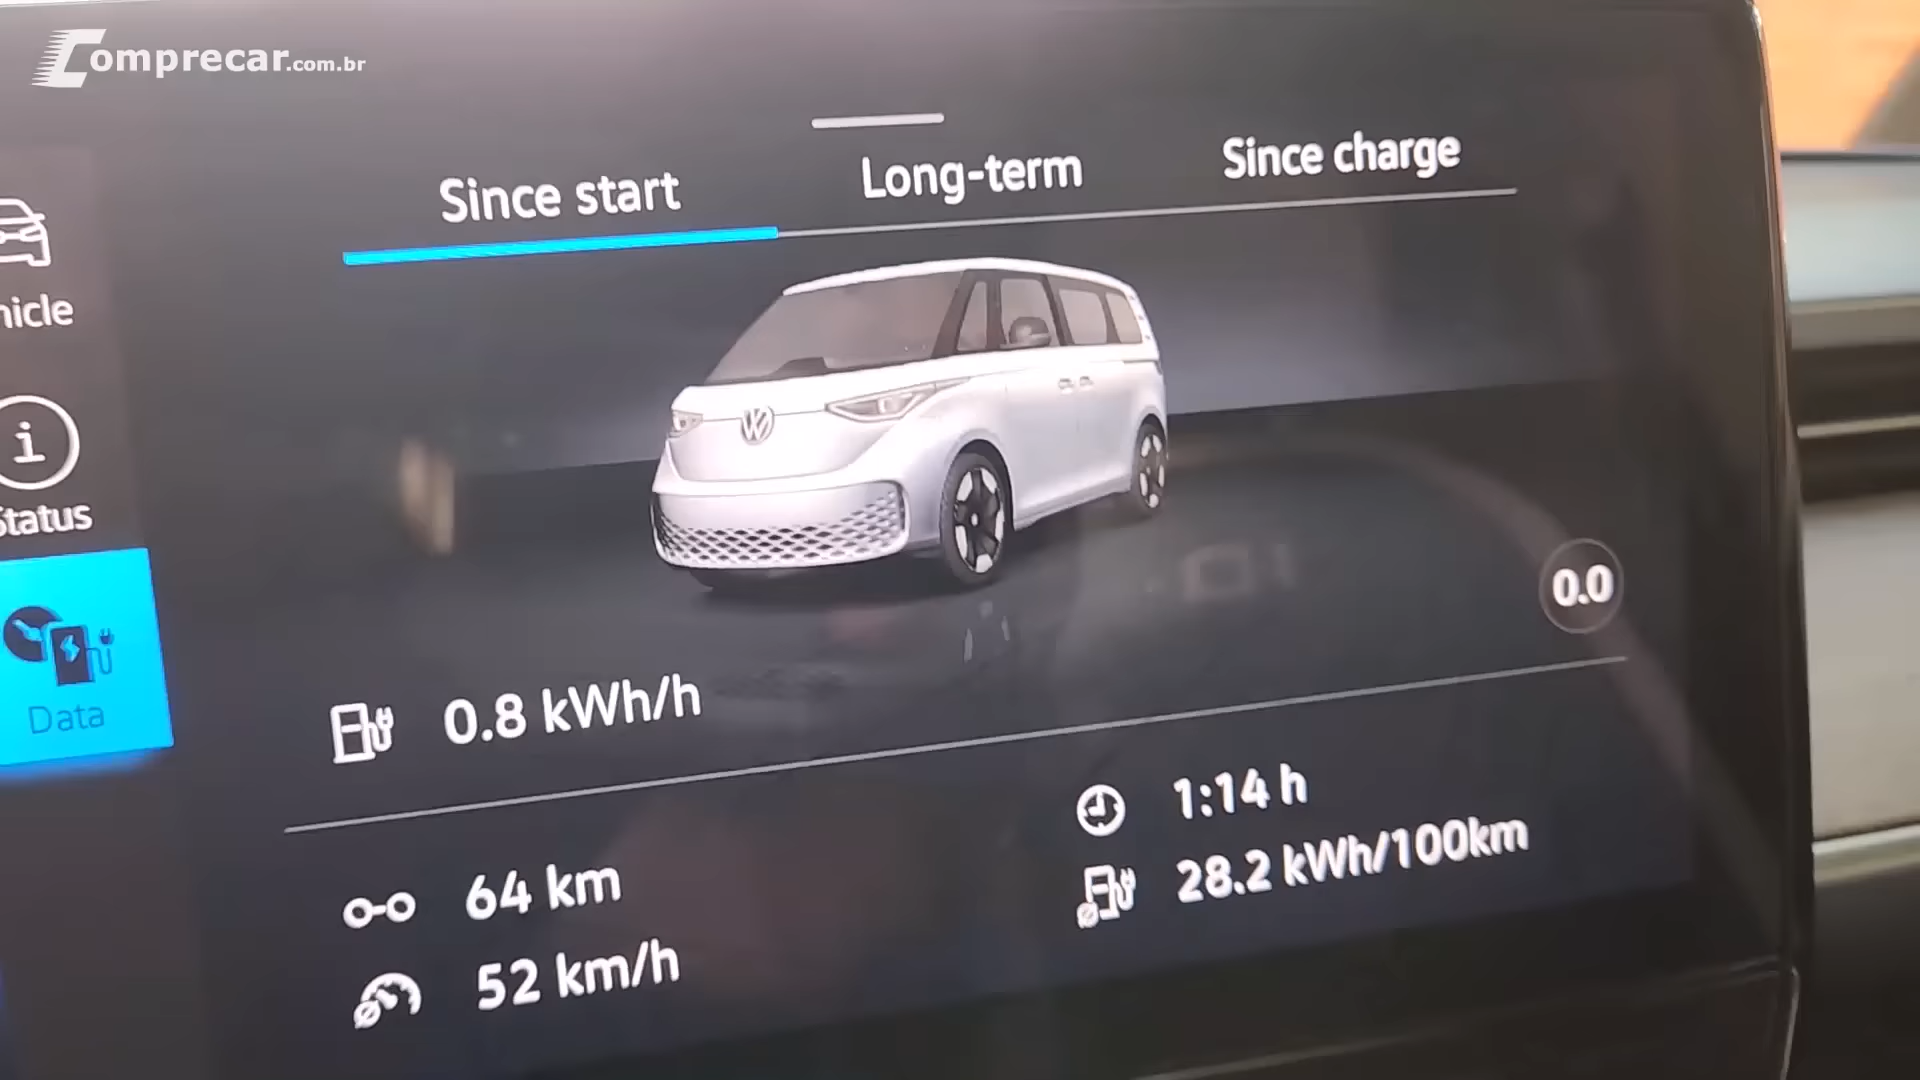 Comprecar.com.br
Since start
Long-term
Since charge
hicle
i
Status
Data
0.0
0.8 kWh/h
64 km
1:14 h
52 km/h
28.2 kWh/100km